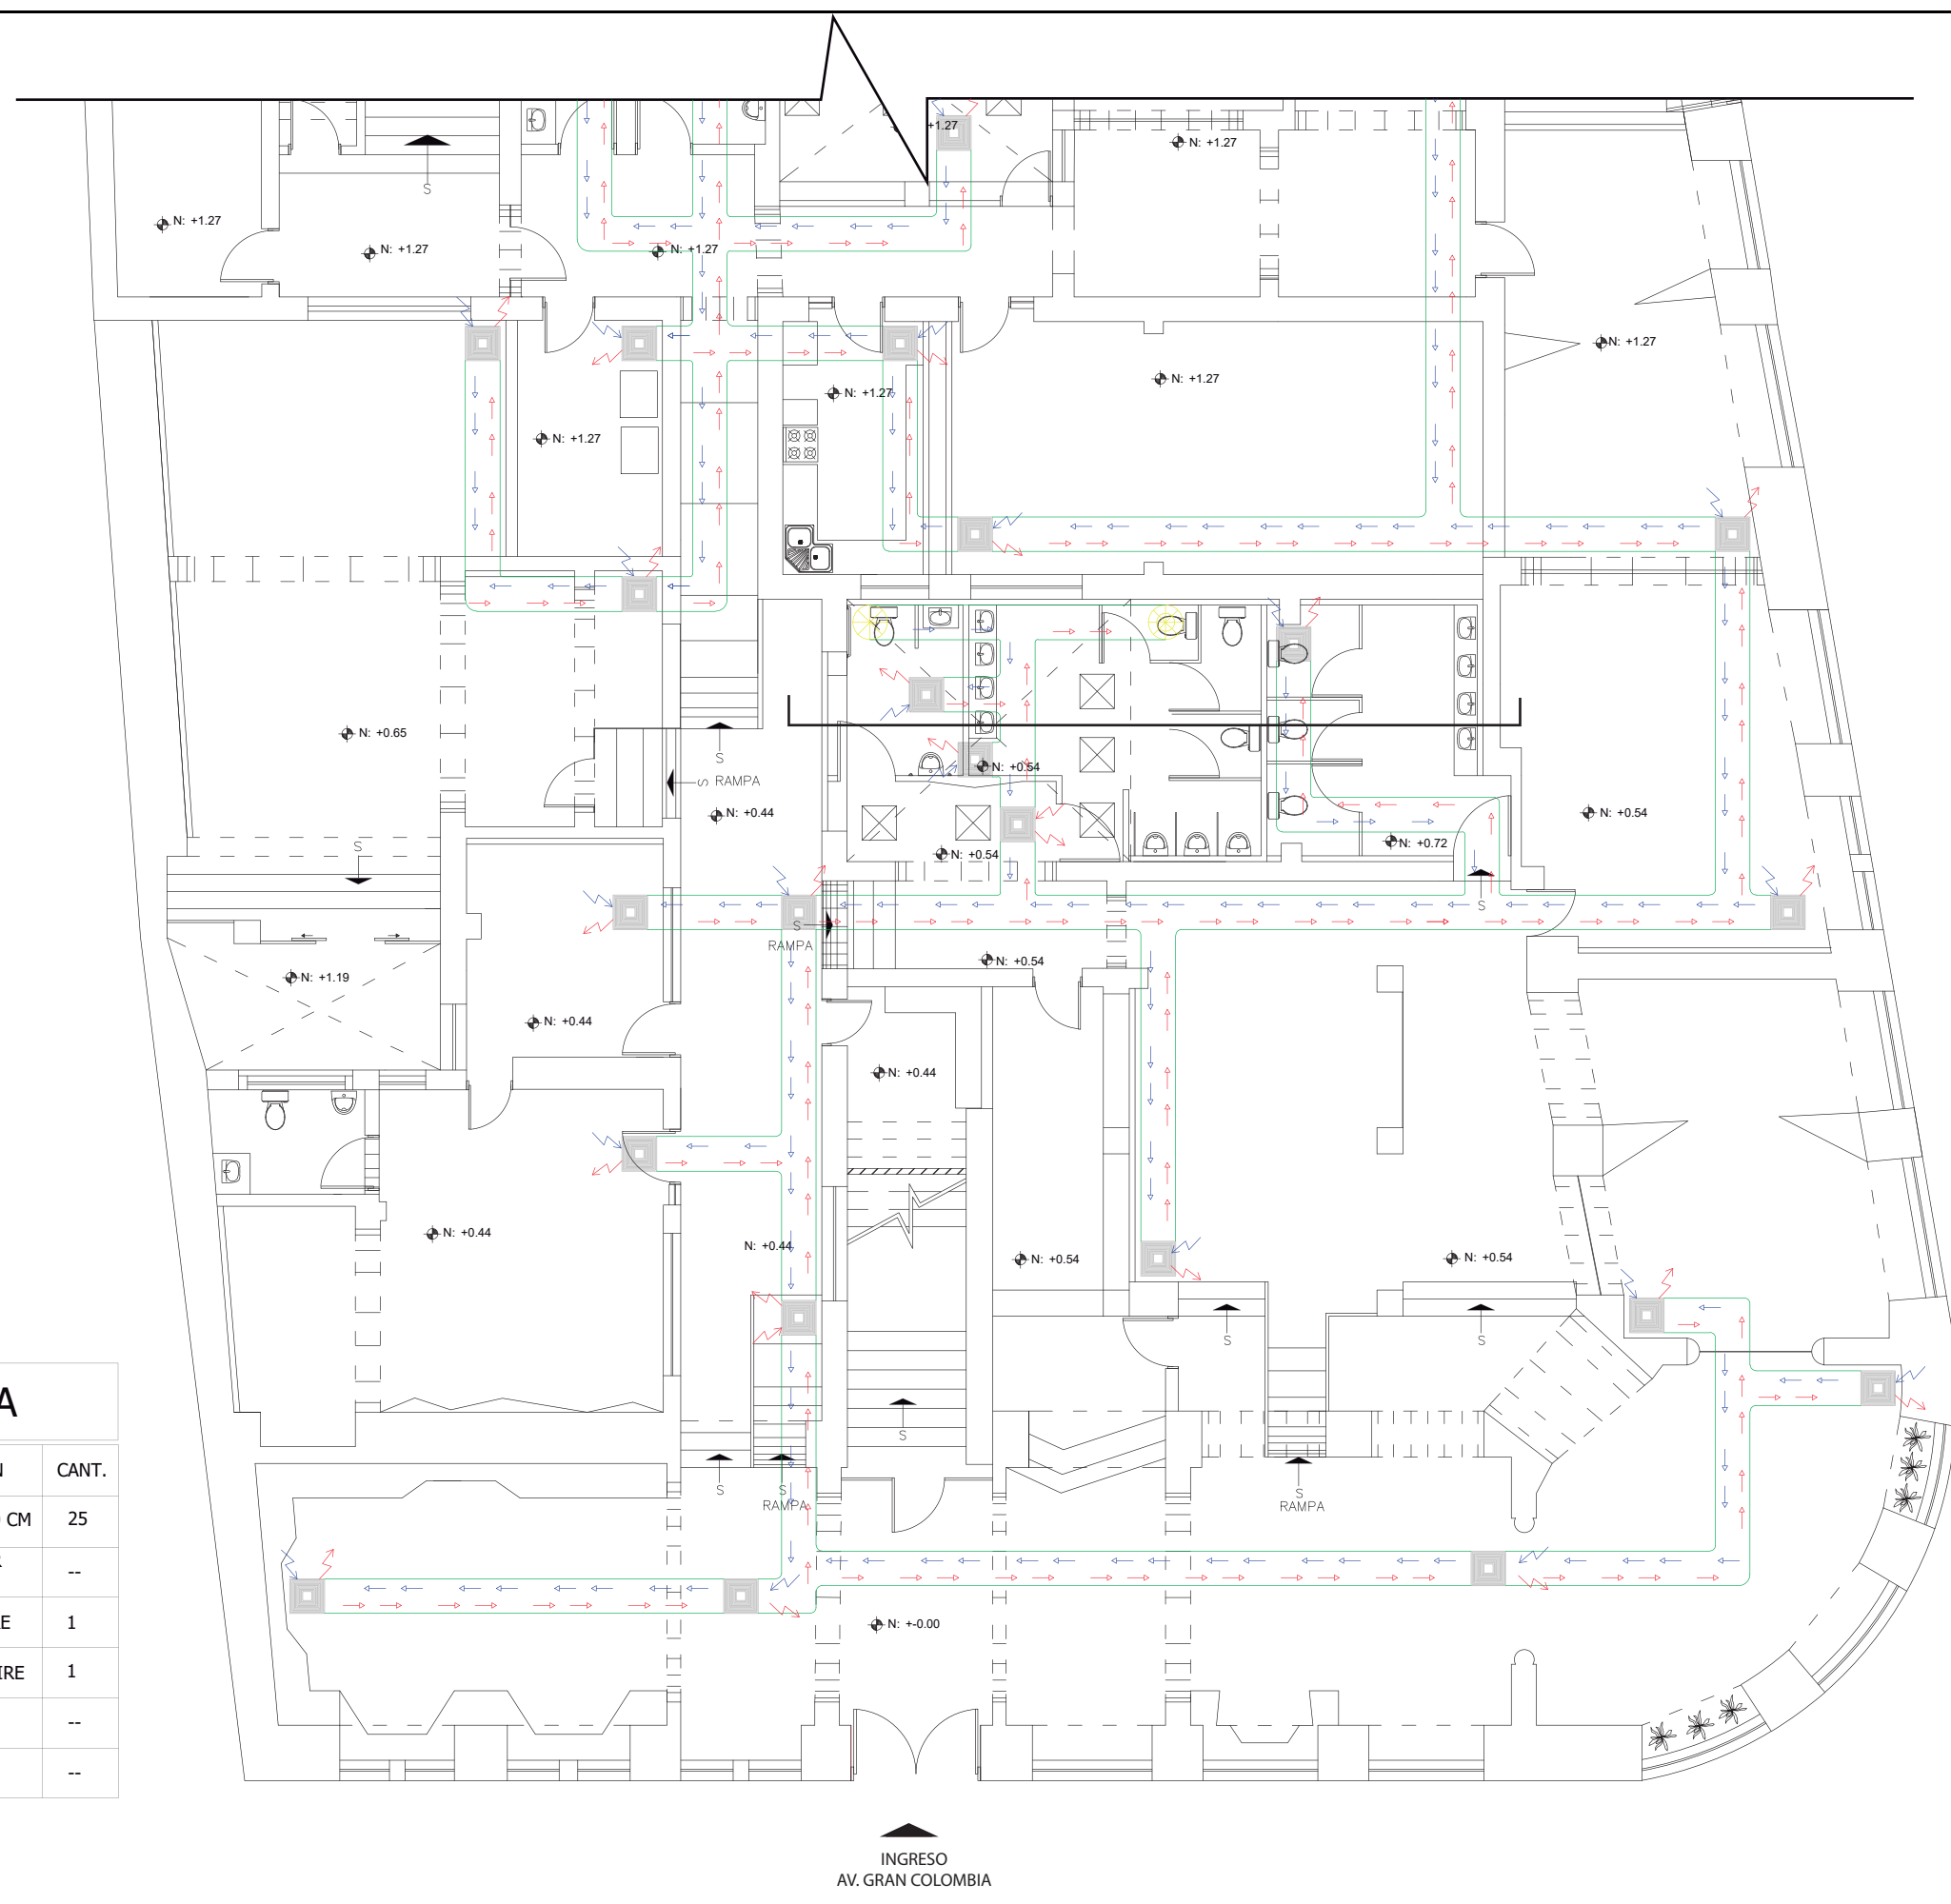 +1.27
N: +1.27
N: +1.27
S
N: +1.27
N: +1.27
N: +1.27
N: +1.27
N: +1.27
N: +1.27
N: +1.27
N: +0.65
S
S RAMPA
N: +0.54
N: +0.44
N: +0.54
N: +0.72
S
N: +0.54
S
S
RAMPA
N: +0.54
N: +1.19
N: +0.44
N: +0.44
N: +0.44
N: +0.44
N: +0.54
N: +0.54
S
S
A
N
CANT.
CM
25
--
E
1
IRE
1
--
--
S
S
S
RAMPA
S
RAMPA
N: +-0.00
INGRESO
AV. GRAN COLOMBIA